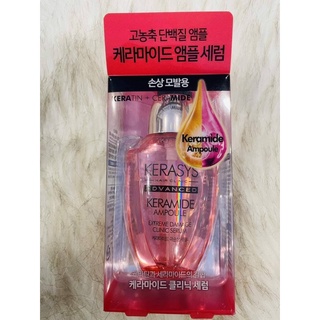 고농축 단백질 앰플
케라마이드 앰플 세럼
손상 모발용
KERATIN + CERAMIDE
Keramide
Ampoule
KERASYS
ADVANCED
KERAMIDE
AMPOULE
EXTREME DAMAGE
CLINIC SERUM
케라마이드 클리닉 세럼